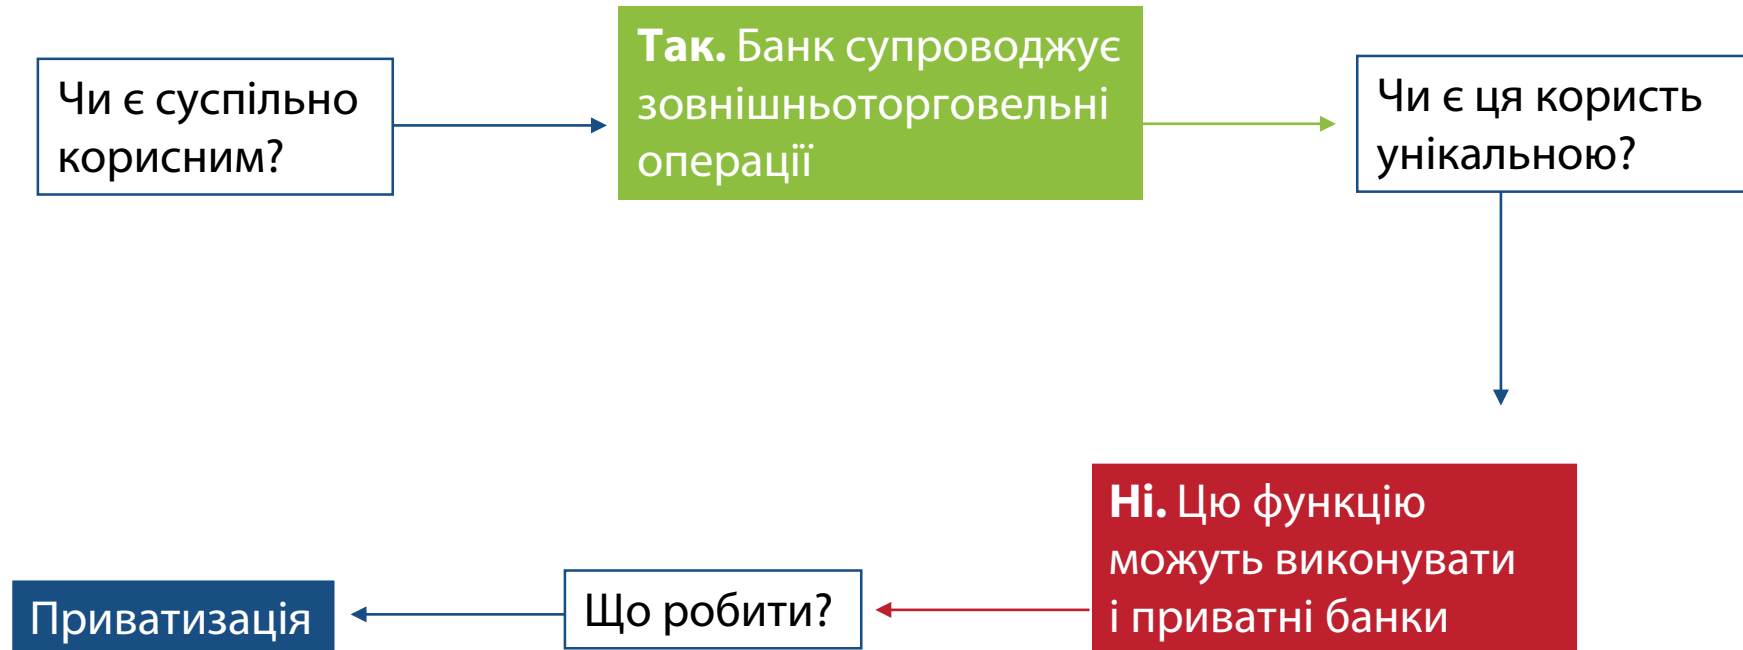 Чи є суспільно
корисним?
Так. Банк супроводжує
зовнішньоторговельні
операції
Чи є ця користь
унікальною?
Ні. Цю функцію
можуть виконувати
і приватні банки
Що робити?
Приватизація